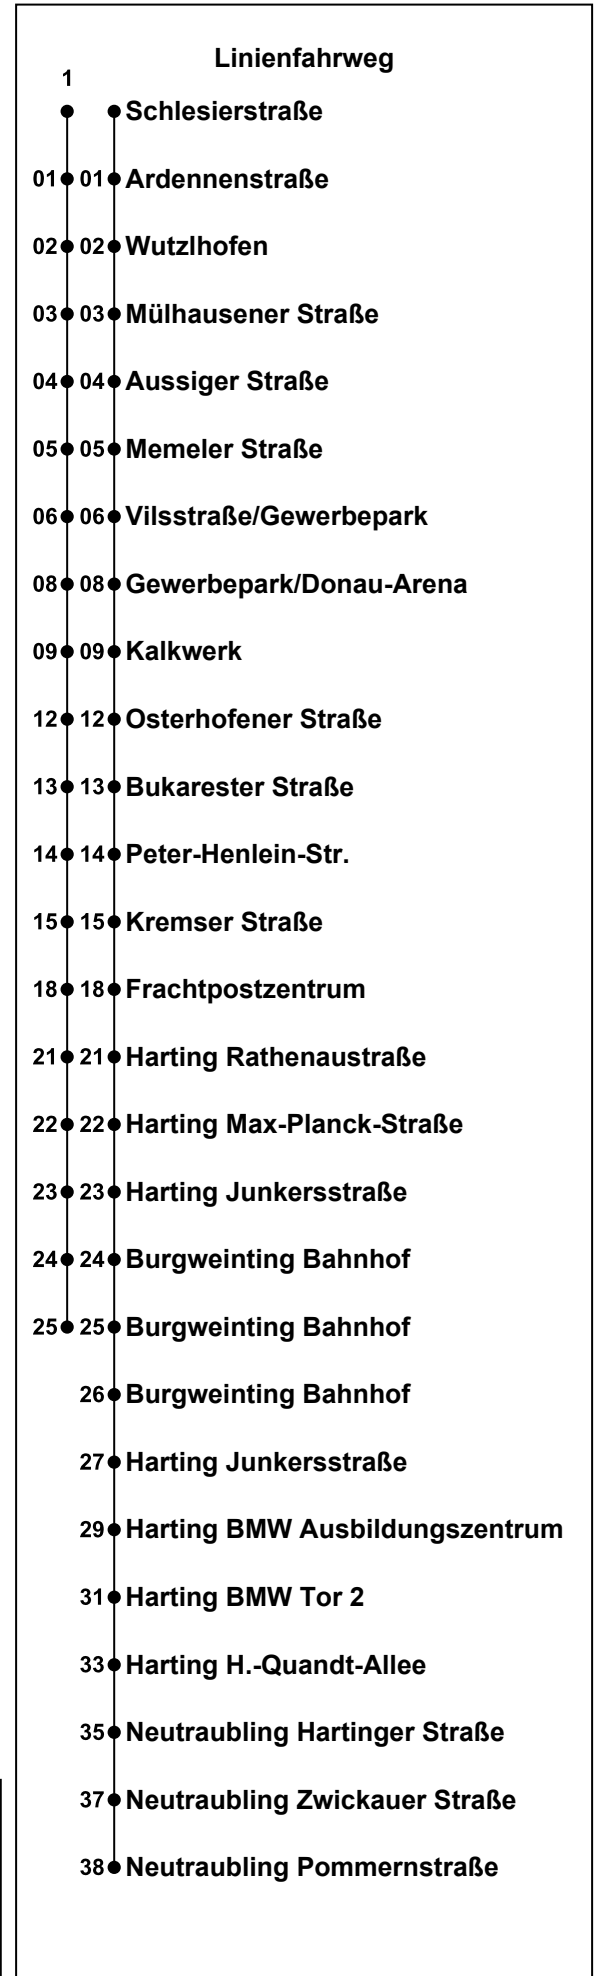 Linienfahrweg
1
Schlesierstraße
01 01 Ardennenstraße
02 02 Wutzlhofen
03 03 Mülhausener Straße
04 04 Aussiger Straße
05 05 Memeler Straße
06 06 Vilsstraße/Gewerbepark
08 08 Gewerbepark/Donau-Arena
09 09 Kalkwerk
12 12 Osterhofener Straße
13 13 Bukarester Straße
14 14 Peter-Henlein-Str.
15 15 Kremser Straße
18 18 Frachtpostzentrum
21 21 Harting Rathenaustraße
22 22 Harting Max-Planck-Straße
23 23 Harting Junkersstraße
24 24 Burgweinting Bahnhof
25 25 Burgweinting Bahnhof
26 Burgweinting Bahnhof
27 Harting Junkersstraße
29 Harting BMW Ausbildungszentrum
31 Harting BMW Tor 2
33 Harting H.-Quandt-Allee
35 Neutraubling Hartinger Straße
37 Neutraubling Zwickauer Straße
38 Neutraubling Pommernstraße